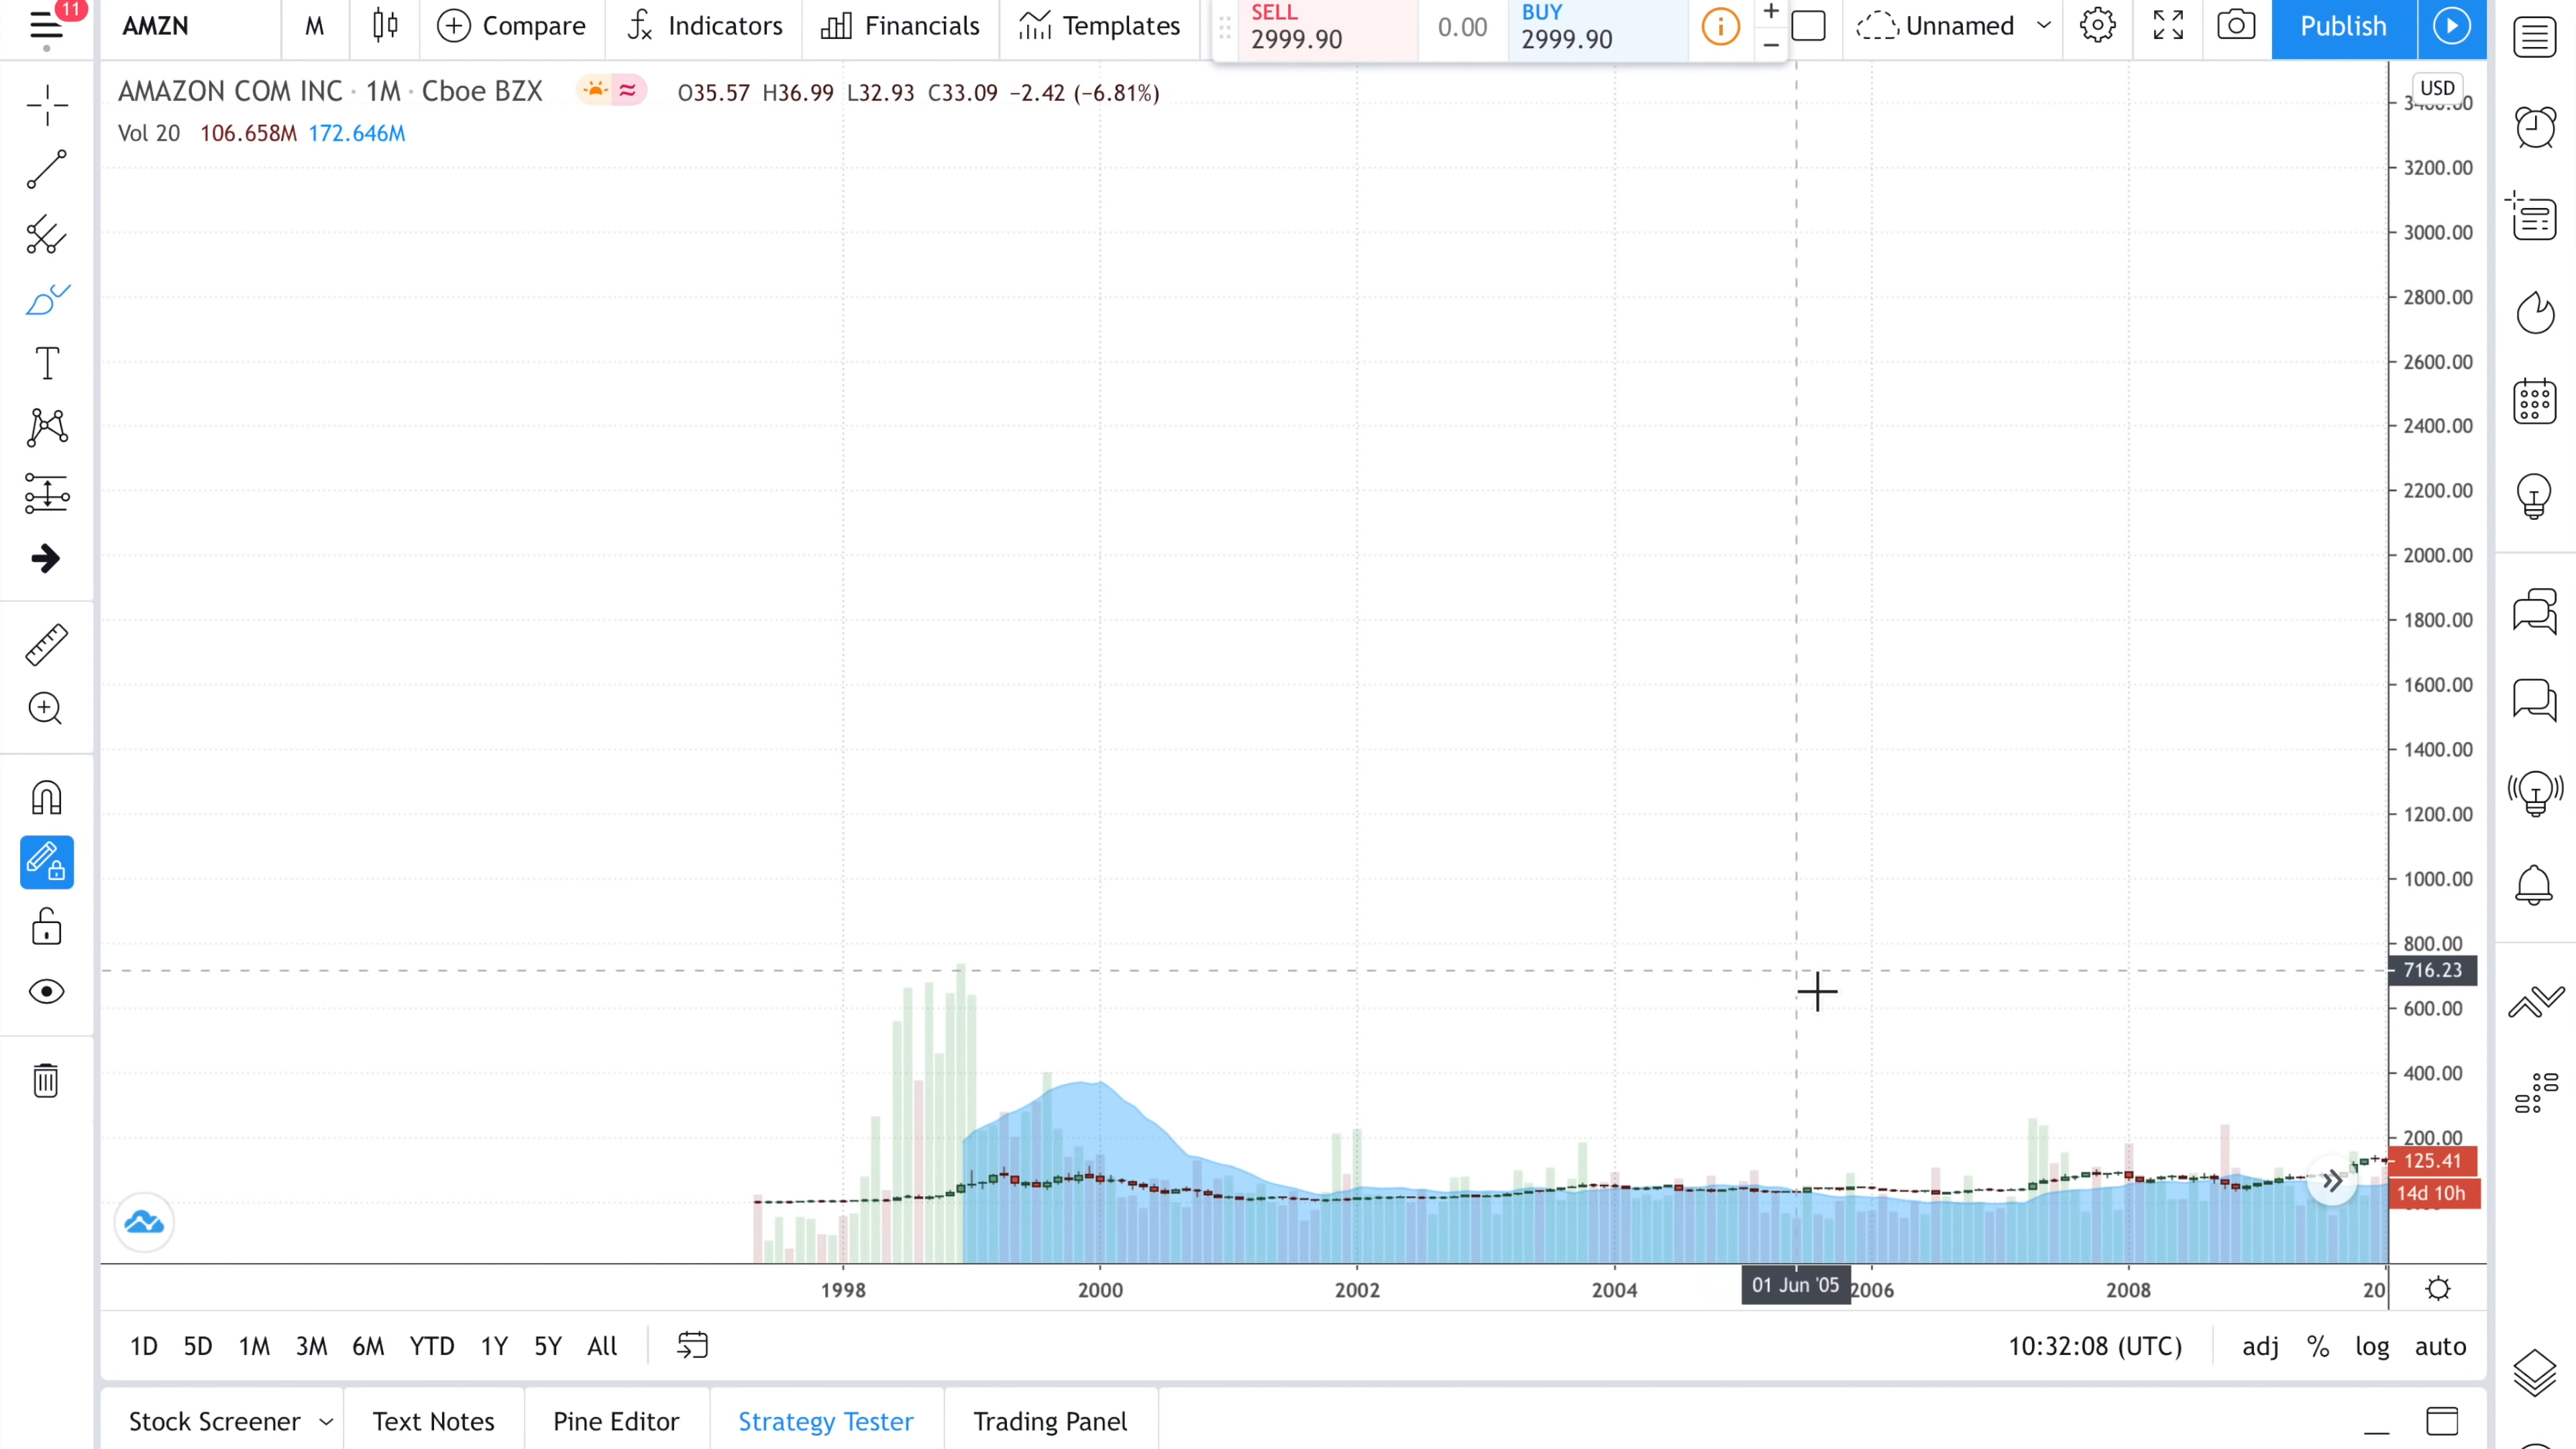 11
AMZN
M
Compare
Indicators
Financials
Templates
SELL
2999.90
0.00
BUY
2999.90
+
−
Unnamed
Publish
AMAZON COM INC · 1M · Cboe BZX
O35.57 H36.99 L32.93 C33.09 −2.42 (−6.81%)
Vol 20 106.658M 172.646M
USD
3200.00
3000.00
2800.00
2600.00
2400.00
2200.00
2000.00
1800.00
1600.00
1400.00
1200.00
1000.00
800.00
716.23
600.00
400.00
200.00
125.41
14d 10h
1998
2000
2002
2004
01 Jun '05
2006
2008
20
1D 5D 1M 3M 6M YTD 1Y 5Y All
10:32:08 (UTC)
adj % log auto
Stock Screener
Text Notes
Pine Editor
Strategy Tester
Trading Panel